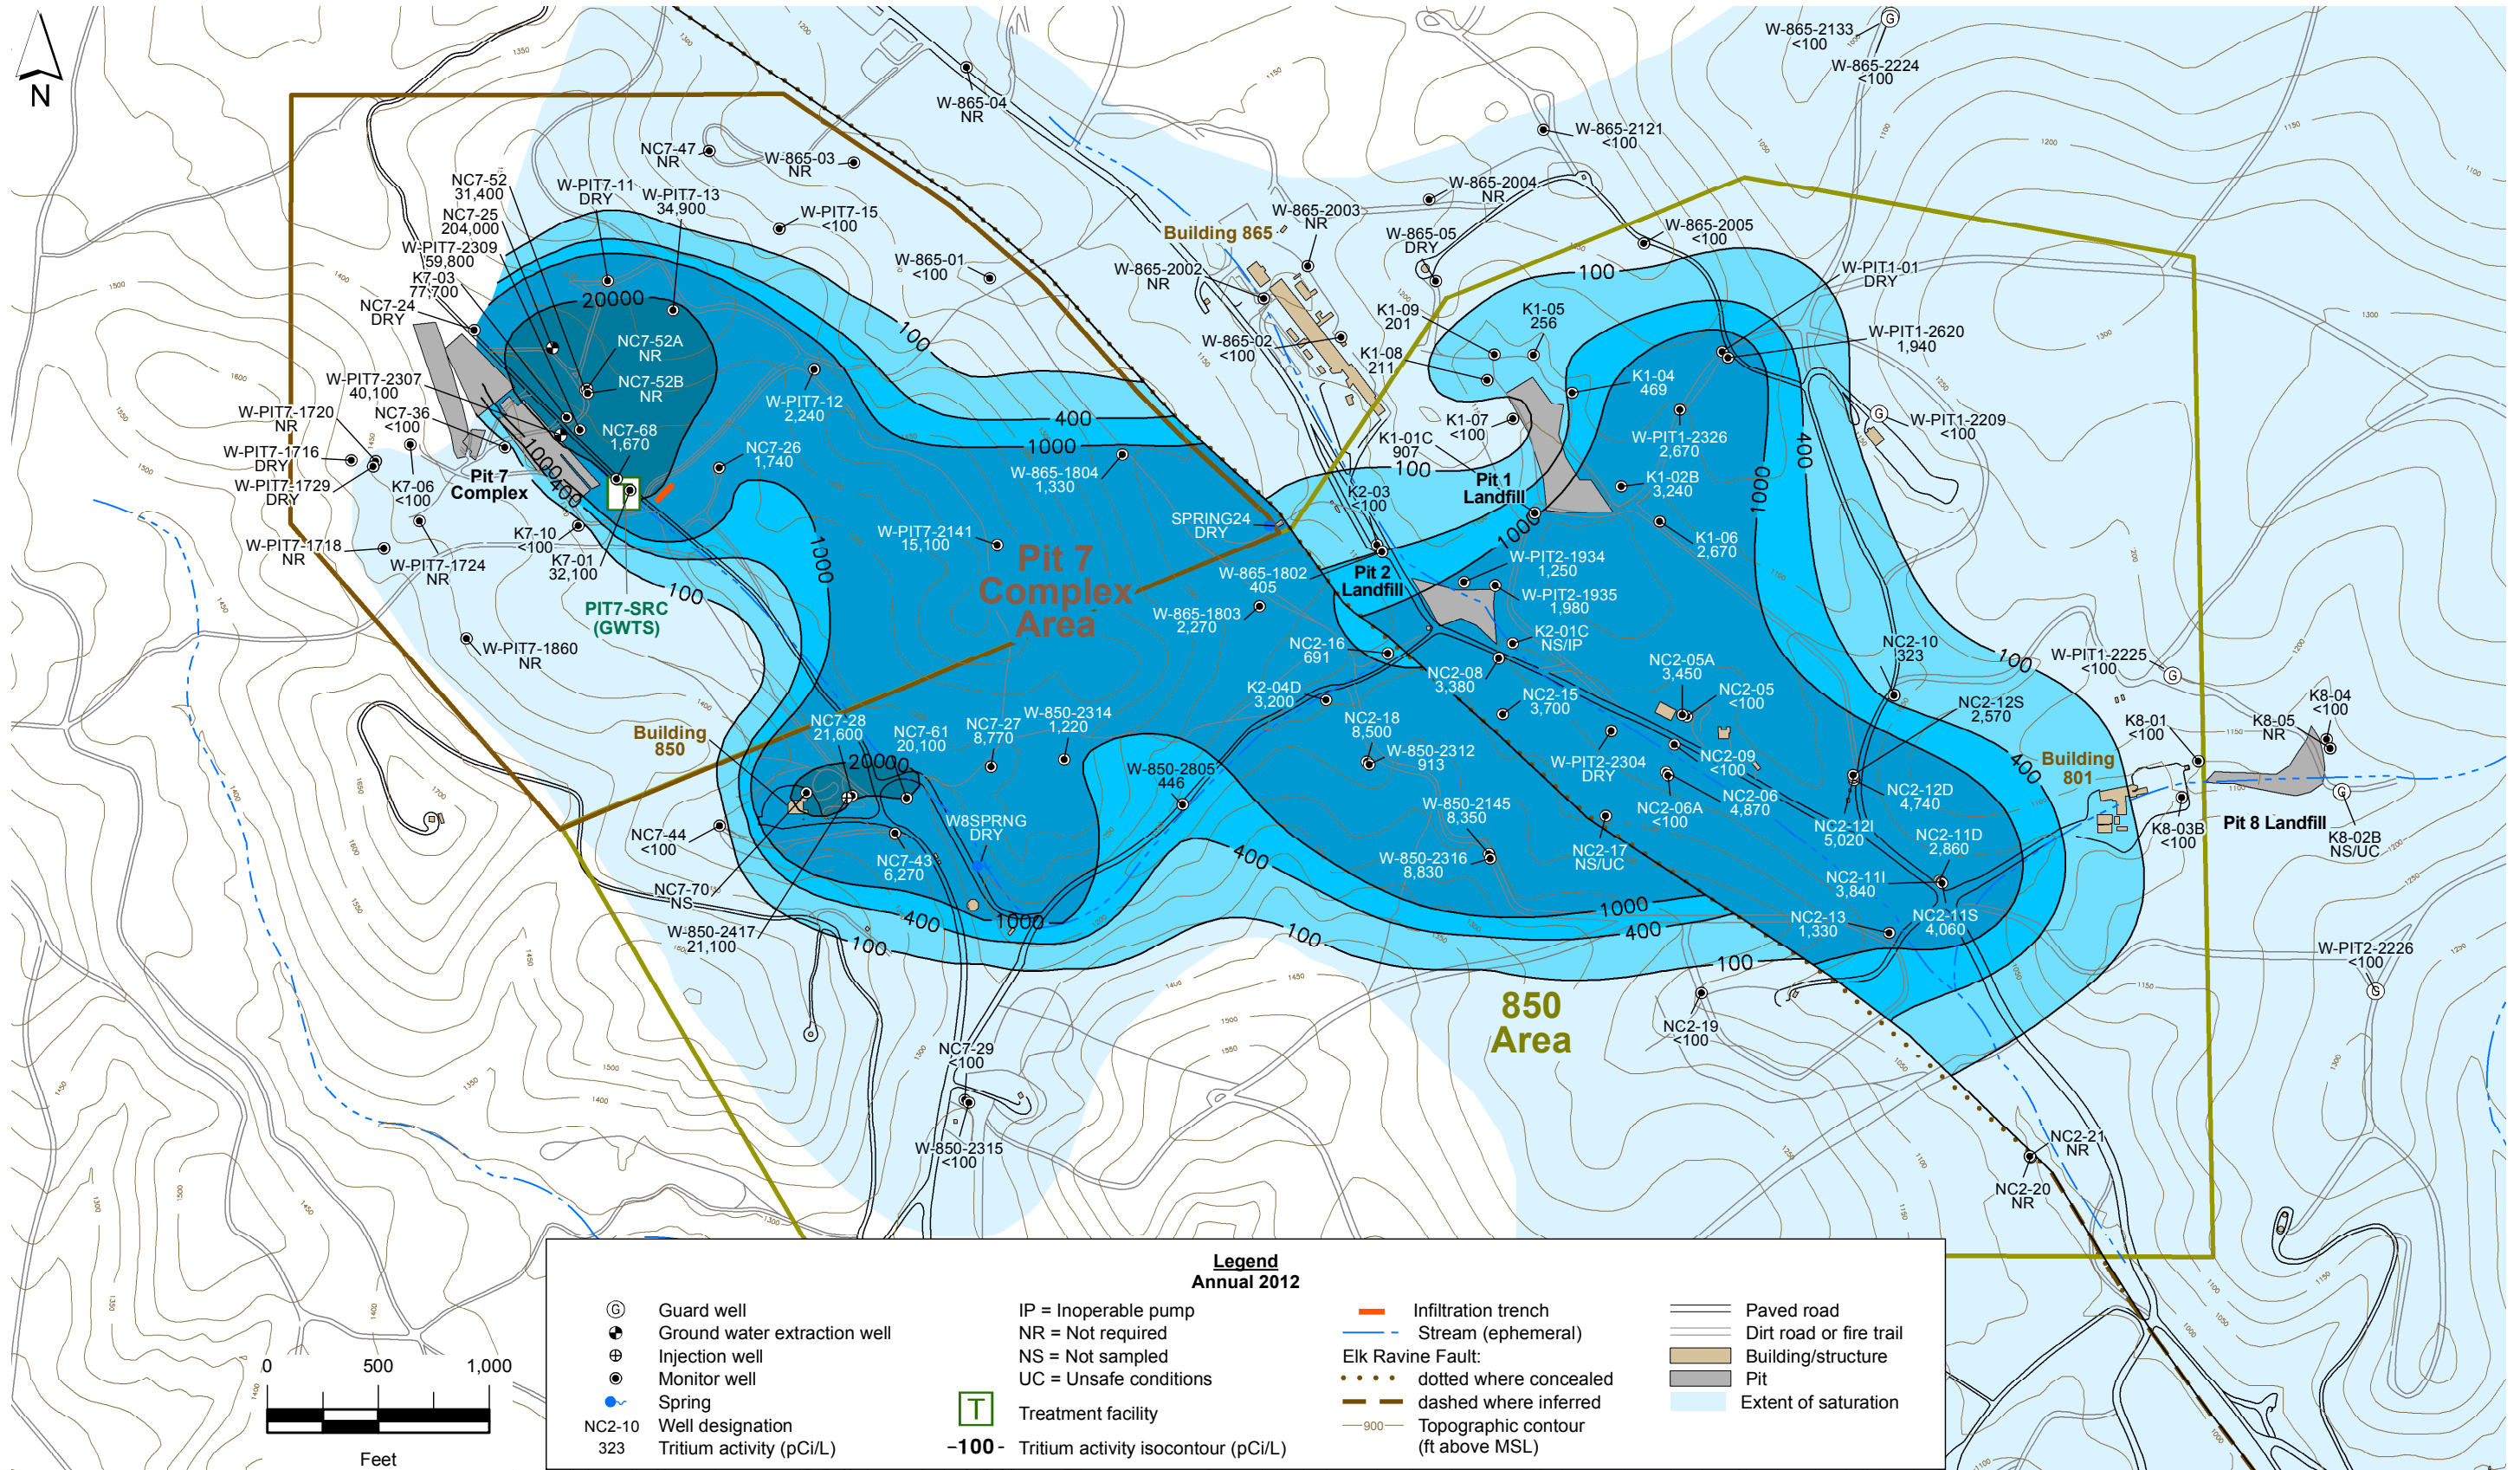 N
W-865-04
NR
NC7-47
NR
W-865-03
NR
W-PIT7-15
<100
W-865-01
<100
NC7-52
31,400
NC7-25
204,000
W-PIT7-2309
59,800
K7-03
77,700
NC7-24
DRY
W-PIT7-11
DRY
W-PIT7-13
34,900
20000
NC7-52A
NR
NC7-52B
NR
W-PIT7-2307
40,100
NC7-36
<100
W-PIT7-1720
NR
W-PIT7-1716
DRY
W-PIT7-1729
DRY
K7-06
<100
Pit 7
Complex
W-PIT7-1718
NR
W-PIT7-1724
NR
K7-10
<100
K7-01
32,100
NC7-68
1,670
NC7-26
1,740
W-PIT7-12
2,240
PIT7-SRC
(GWTS)
W-PIT7-1860
NR
100
400
1000
W-865-1804
1,330
W-PIT7-2141
15,100
Pit 7
Complex
Area
1000
400
100
1000
W-865-2133
<100
W-865-2224
<100
W-865-2121
<100
W-865-2004
NR
W-865-2003
NR
Building 865
W-865-2002
NR
W-865-02
<100
W-865-05
DRY
W-865-2005
<100
100
K1-09
201
K1-05
256
K1-08
211
K1-07
<100
K1-04
469
K1-01C
907
100
Pit 1
Landfill
W-PIT1-01
DRY
W-PIT1-2620
1,940
W-PIT1-2326
2,670
W-PIT1-2209
<100
K1-02B
3,240
K1-06
2,670
400
1000
K2-03
<100
SPRING24
DRY
1000
W-865-1802
405
Pit 2
Landfill
W-PIT2-1934
1,250
W-PIT2-1935
1,980
W-865-1803
2,270
NC2-16
691
K2-01C
NS/IP
NC2-08
3,380
K2-04D
3,200
NC2-15
3,700
NC2-05A
3,450
NC2-05
<100
NC2-10
323
100
NC2-12S
2,570
W-PIT1-2225
<100
K8-04
<100
K8-01
<100
K8-05
NR
Building
801
Pit 8 Landfill
K8-03B
<100
K8-02B
NS/UC
400
Building
850
NC7-28
21,600
NC7-61
20,100
NC7-27
8,770
W-850-2314
1,220
20000
W-850-2805
446
NC2-18
8,500
W-850-2312
913
W-PIT2-2304
DRY
NC2-09
<100
NC2-06A
<100
NC2-06
4,870
NC2-12D
4,740
NC2-12I
5,020
NC2-11D
2,860
NC2-11I
3,840
NC2-11S
4,060
NC2-13
1,330
W-850-2145
8,350
W-850-2316
8,830
NC2-17
NS/UC
NC7-44
<100
NC7-43
6,270
W8SPRNG
DRY
NC7-70
NS
W-850-2417
21,100
400
1000
100
400
100
1000
400
100
850
Area
NC2-19
<100
W-PIT2-2226
<100
NC7-29
<100
W-850-2315
<100
NC2-21
NR
NC2-20
NR
Legend
Annual 2012
G Guard well
Ground water extraction well
Injection well
Monitor well
Spring
NC2-10 Well designation
323 Tritium activity (pCi/L)
IP = Inoperable pump
NR = Not required
NS = Not sampled
UC = Unsafe conditions
T Treatment facility
-100- Tritium activity isocontour (pCi/L)
Infiltration trench
Stream (ephemeral)
Elk Ravine Fault:
dotted where concealed
dashed where inferred
900 Topographic contour
(ft above MSL)
Paved road
Dirt road or fire trail
Building/structure
Pit
Extent of saturation
0 500 1,000
Feet